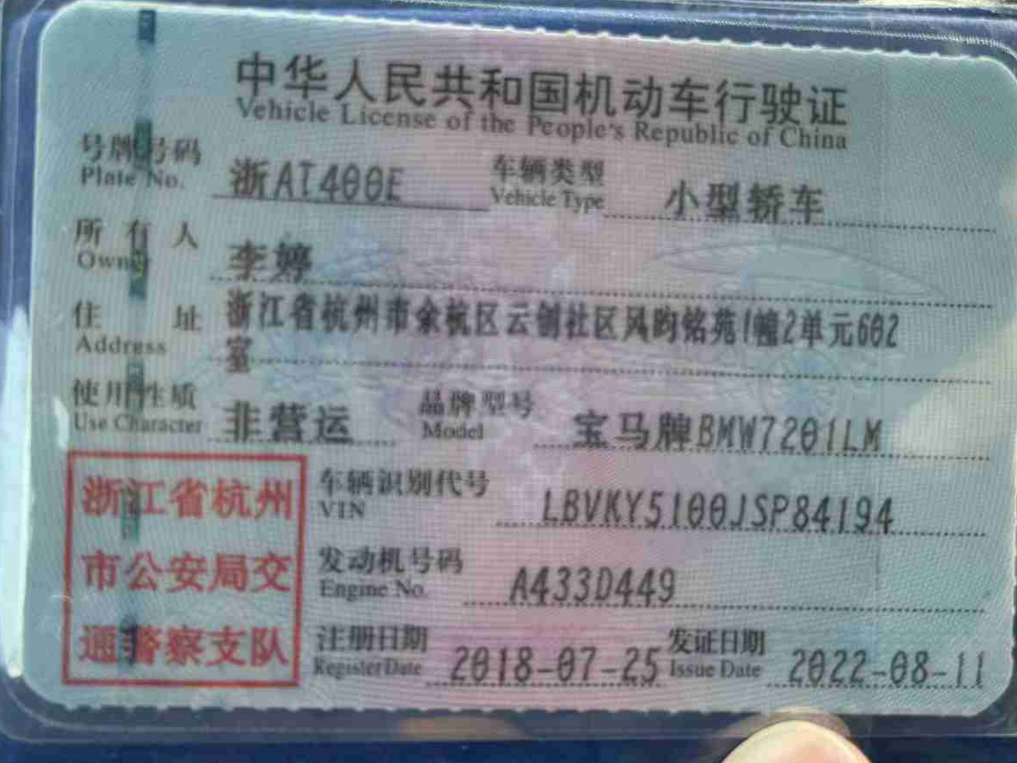 中华人民共和国机动车行驶证
Vehicle License of the People's Republic of China
号牌号码 浙AT400E 车辆类型 小型轿车
Plate No. Vehicle Type
所有人 李婷
Owner
住址 浙江省杭州市余杭区云创社区风昀铭苑1幢2单元602
Address 室
使用性质 非营运 品牌型号 宝马牌BMW7201LM
Use Character Model
浙江省杭州 车辆识别代号 LBVKY5100JSP84194
VIN
市公安局交 发动机号码 A433D449
Engine No.
通警察支队 注册日期 2018-07-25 发证日期 2022-08-11
Register Date Issue Date